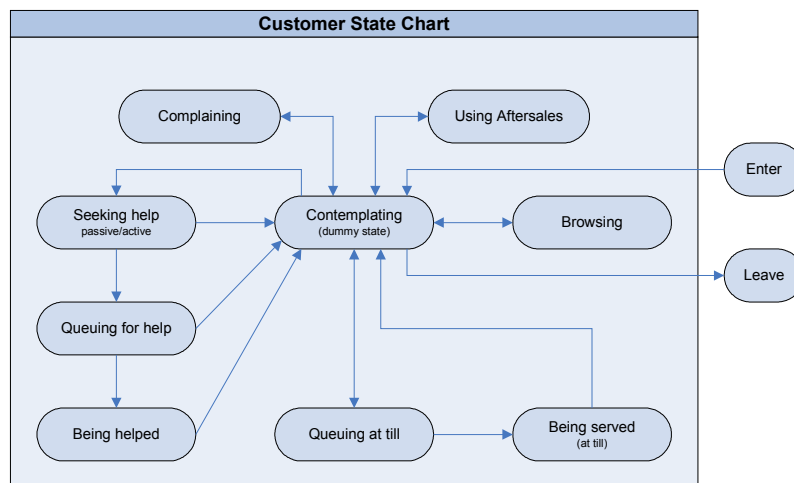 Customer State Chart
Complaining
Using Aftersales
Enter
Seeking help
passive/active
Contemplating
(dummy state)
Browsing
Leave
Queuing for help
Being helped
Queuing at till
Being served
(at till)